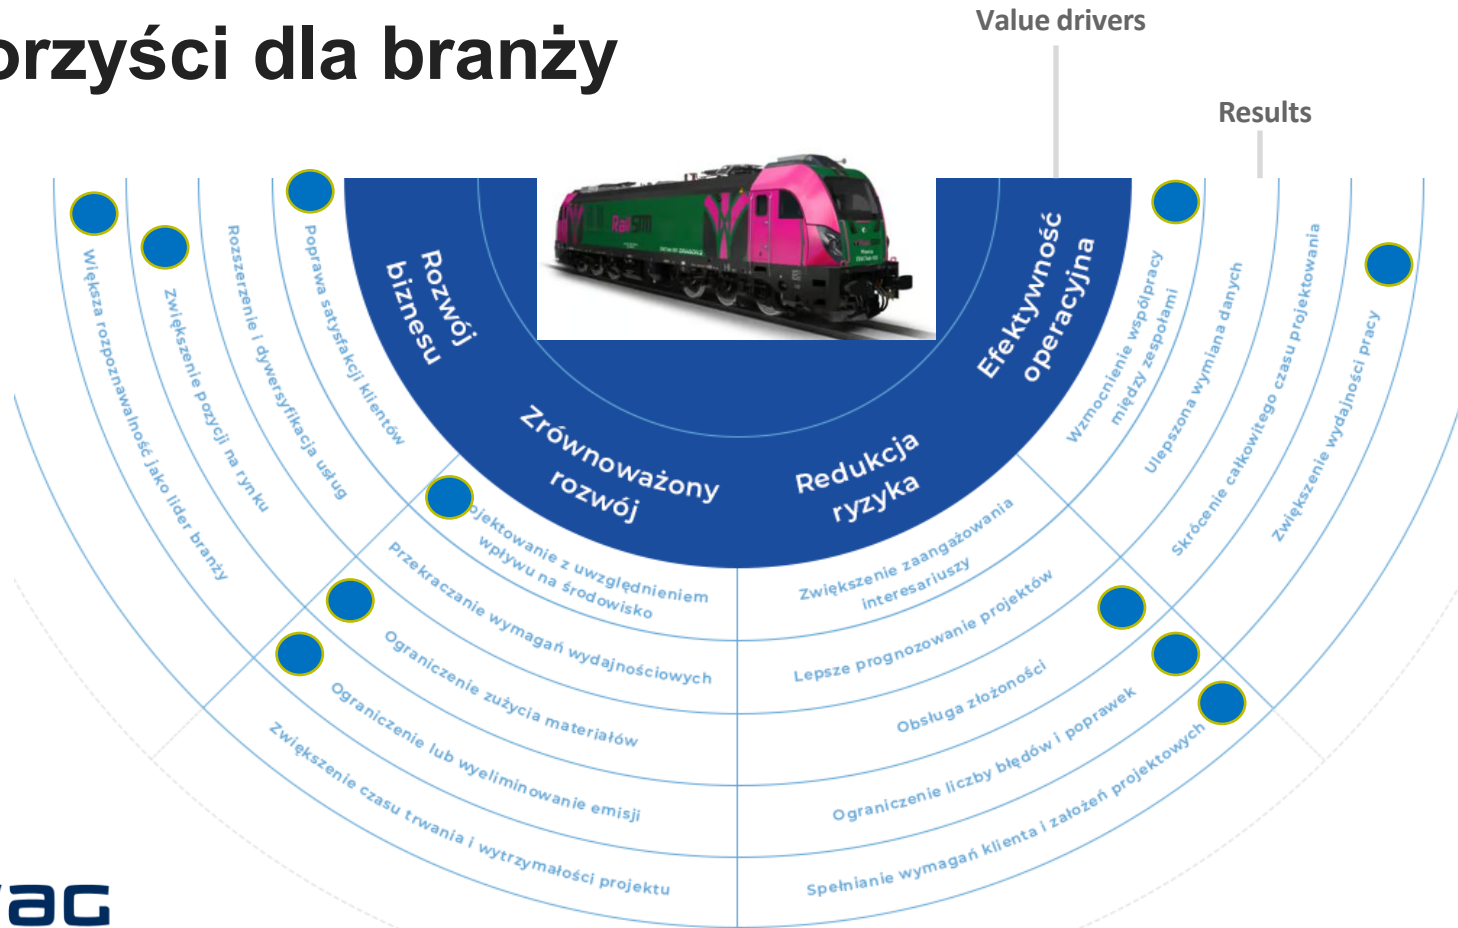 orzyści dla branży
Value drivers
Results
Rozwój
biznesu
Zrównoważony
rozwój
Redukcja
ryzyka
Efektywność
operacyjna
Większa rozpoznawalność jako lider branży
Zwiększenie pozycji na rynku
Rozszerzenie i dywersyfikacja usług
Poprawa satysfakcji klientów
ojektowanie z uwzględnieniem
wpływu na środowisko
Przekraczanie wymagań wydajnościowych
Ograniczenie zużycia materiałów
Ograniczenie lub wyeliminowanie emisji
Zwiększenie czasu trwania i wytrzymałości projektu
Zwiększenie zaangażowania
interesariuszy
Lepsze prognozowanie projektów
Obsługa złożoności
Ograniczenie liczby błędów i poprawek
Spełnianie wymagań klienta i założeń projektowych
Wzmocnienie współpracy
między zespołami
Ulepszona wymiana danych
Skrócenie całkowitego czasu projektowania
Zwiększenie wydajności pracy
RailSTM
ag